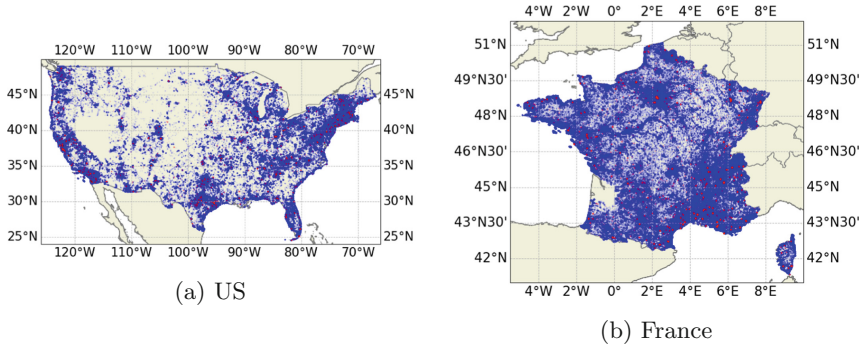 120°W 110°W 100°W 90°W 80°W 70°W
45°N 45°N
40°N 40°N
35°N 35°N
30°N 30°N
25°N 25°N
120°W 110°W 100°W 90°W 80°W 70°W
(a) US
4°W 2°W 0° 2°E 4°E 6°E 8°E
51°N 51°N
49°N30' 49°N30'
48°N 48°N
46°N30' 46°N30'
45°N 45°N
43°N30' 43°N30'
42°N 42°N
4°W 2°W 0° 2°E 4°E 6°E 8°E
(b) France